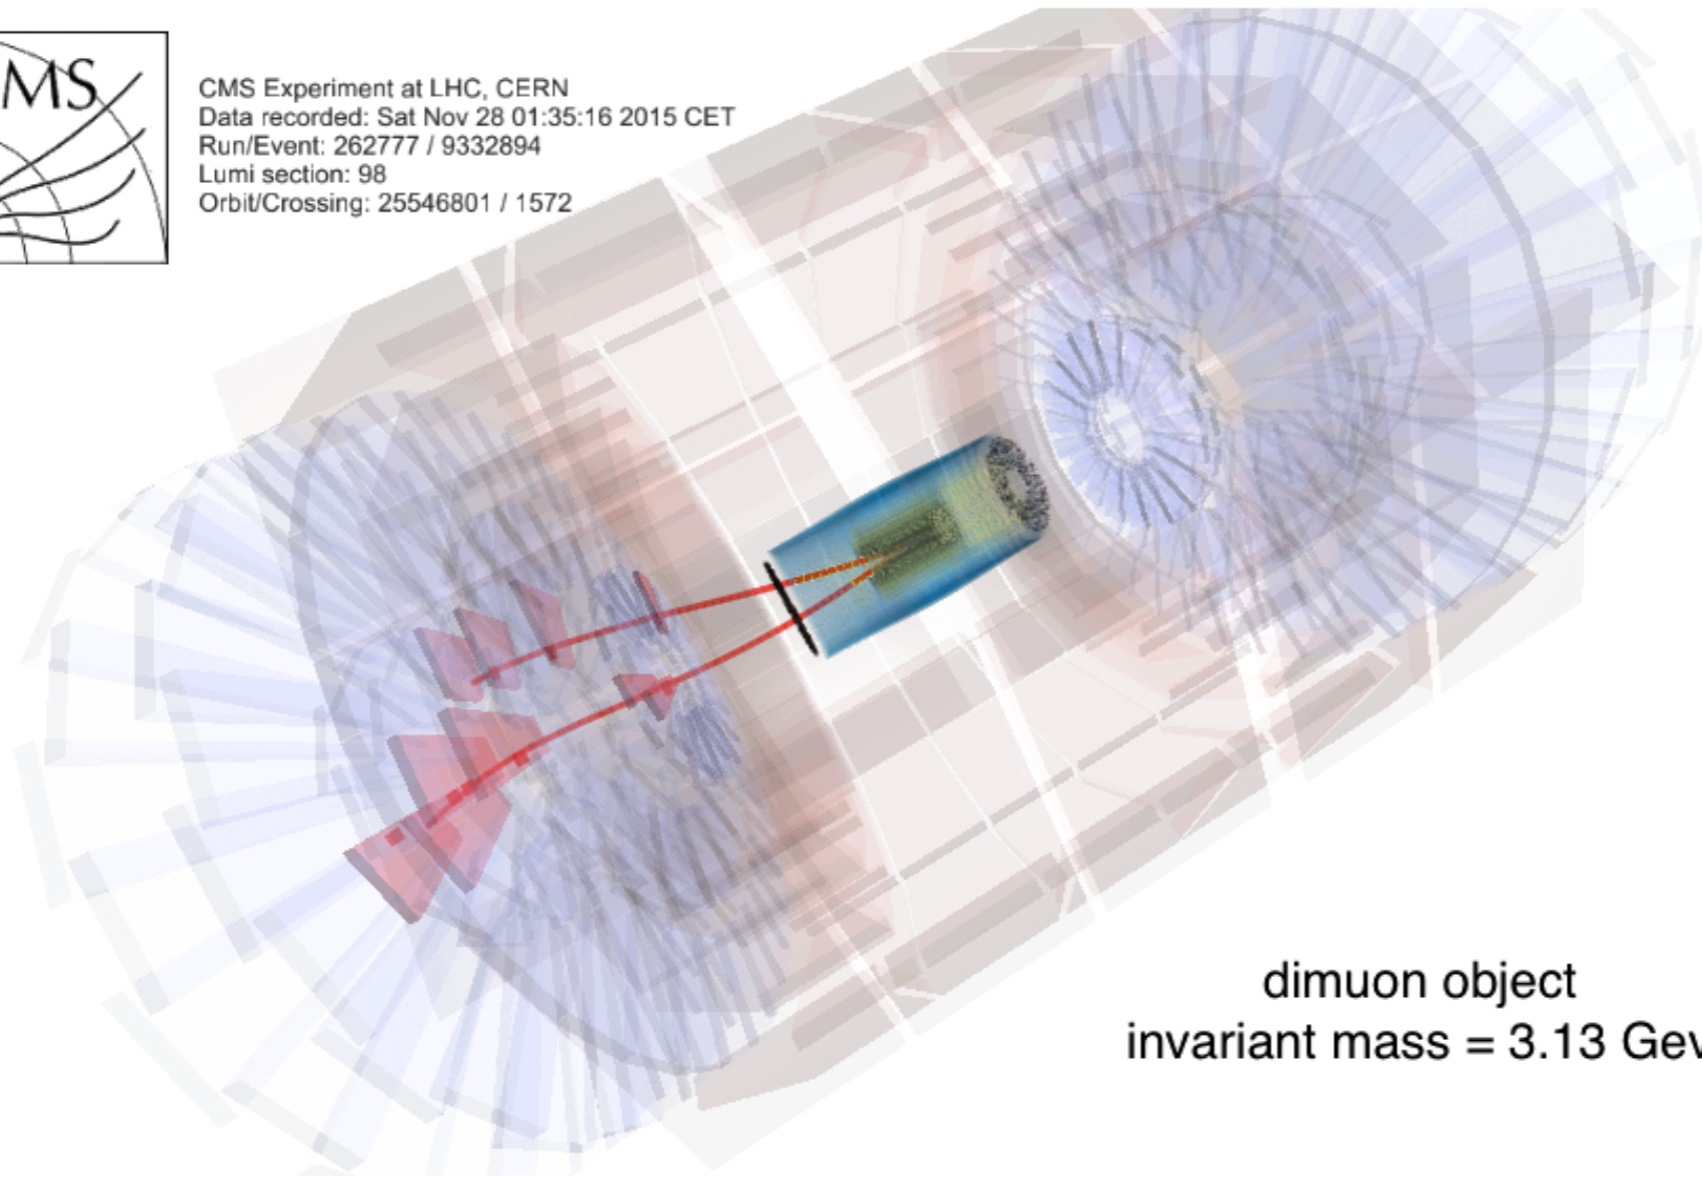 MS
CMS Experiment at LHC, CERN
Data recorded: Sat Nov 28 01:35:16 2015 CET
Run/Event: 262777 / 9332894
Lumi section: 98
Orbit/Crossing: 25546801 / 1572
dimuon object
invariant mass = 3.13 Gev